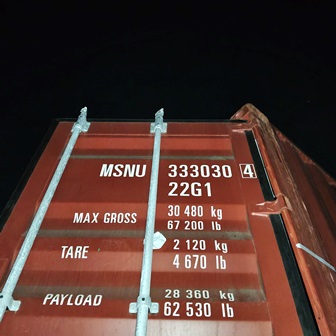 MSNU 333030 4
22G1
MAX GROSS 30 480 kg
67 200 lb
TARE 2 120 kg
4 670 lb
PAYLOAD 28 360 kg
62 530 lb